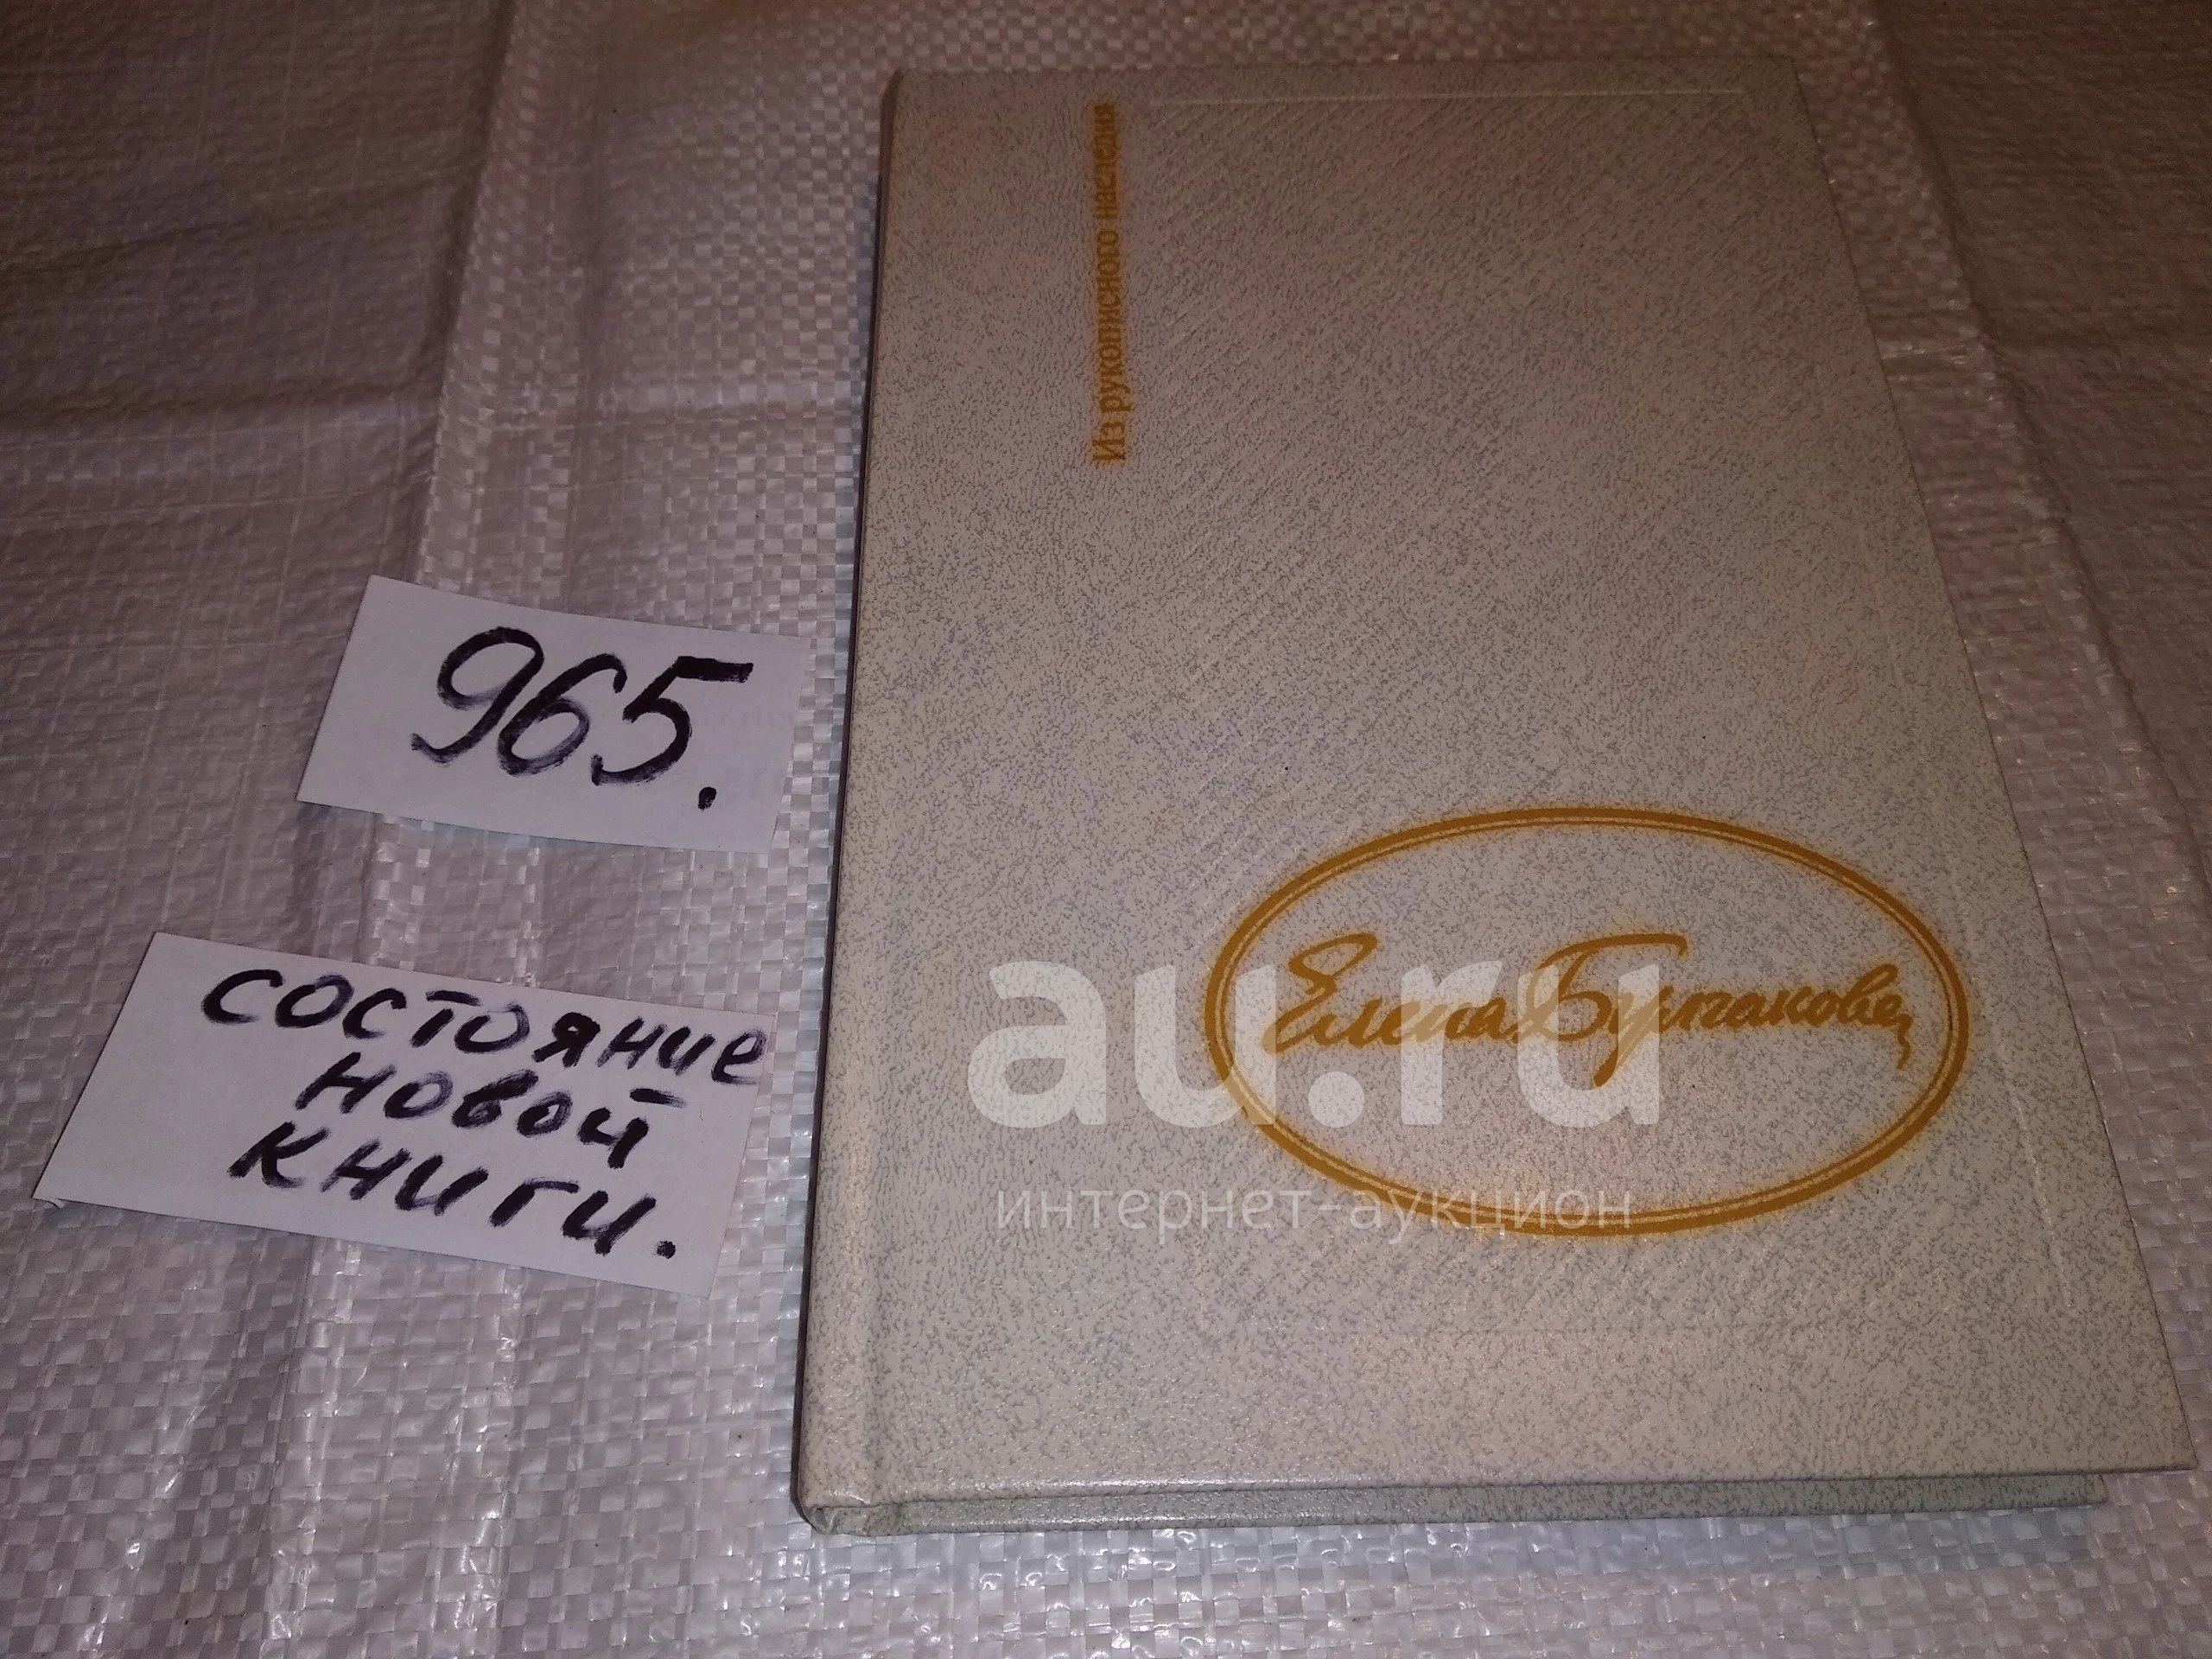 Из рукописного наследия
965.
состояние
новой
книги.
Елена Булгакова
au.ru
интернет-аукцион